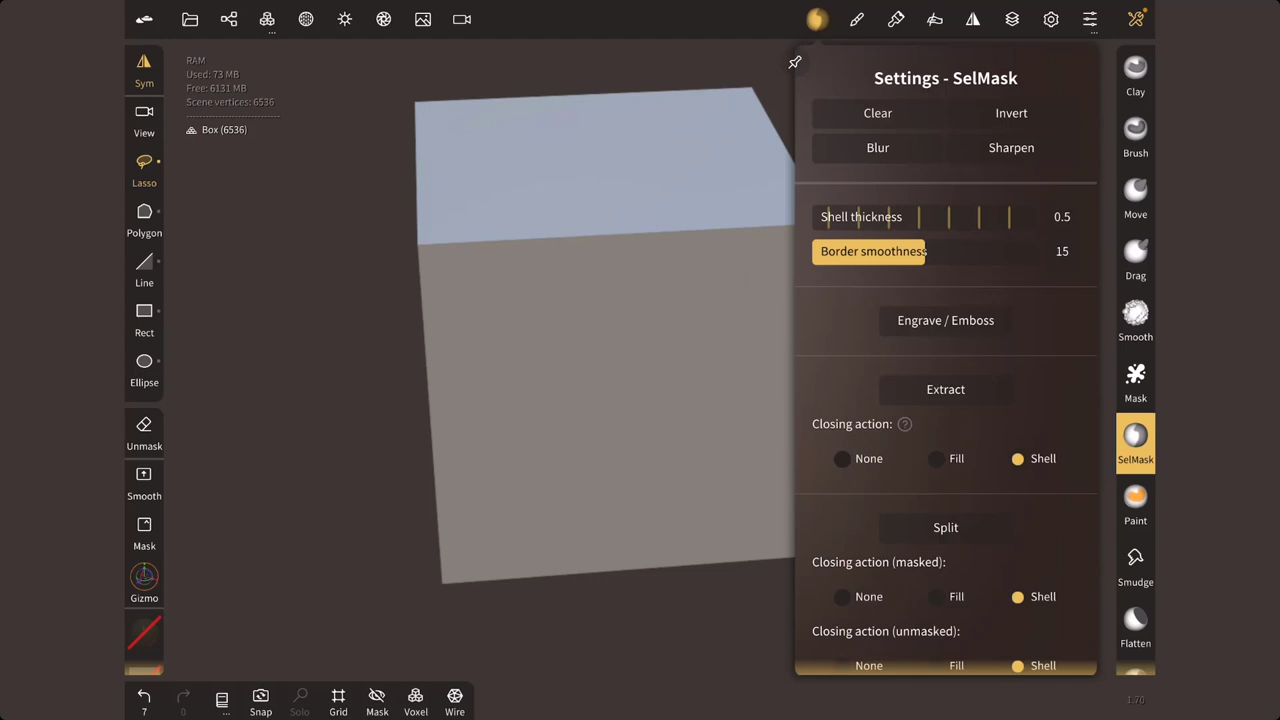 RAM
Used: 73 MB
Free: 6131 MB
Scene vertices: 6536
Box (6536)
Sym
View
Lasso
Polygon
Line
Rect
Ellipse
Unmask
Smooth
Mask
Gizmo
Settings - SelMask
Clear Invert
Blur Sharpen
Shell thickness 0.5
Border smoothness 15
Engrave / Emboss
Extract
Closing action: ?
None Fill Shell
Split
Closing action (masked):
None Fill Shell
Closing action (unmasked):
None Fill Shell
Clay
Brush
Move
Drag
Smooth
Mask
SelMask
Paint
Smudge
Flatten
7 0 ... Snap Solo Grid Mask Voxel Wire
1.70